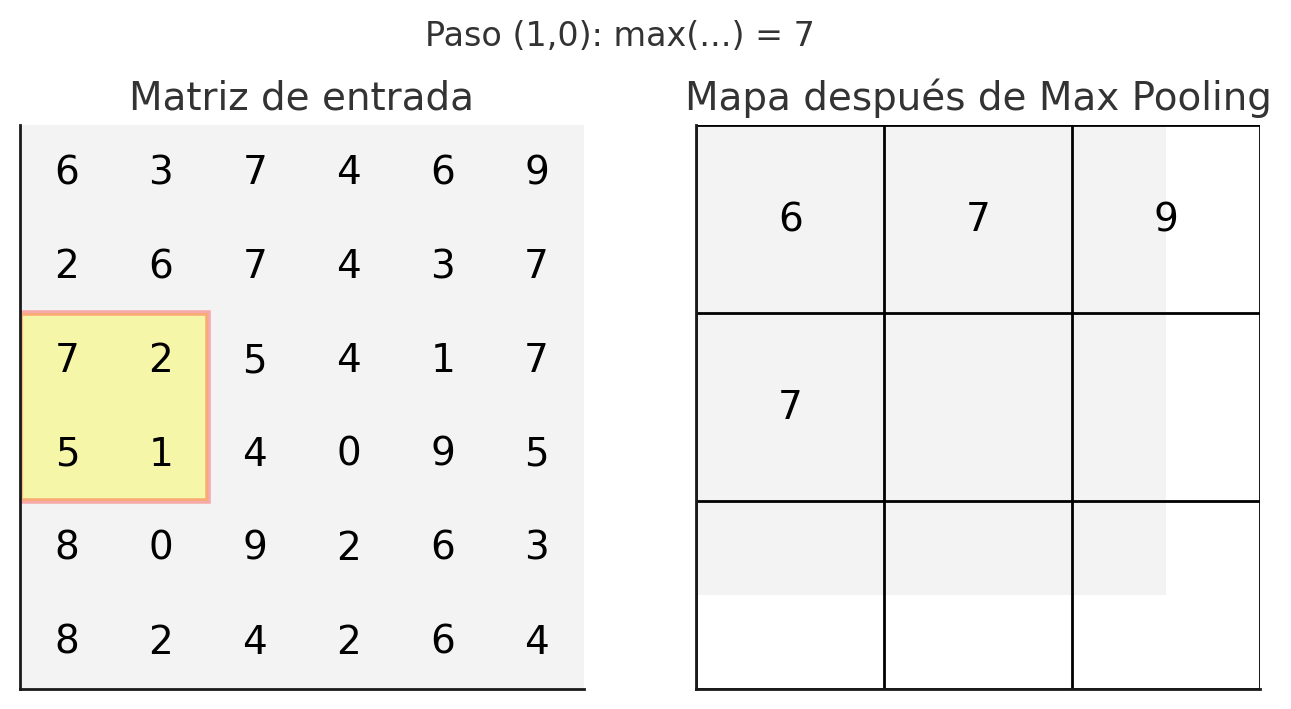 Paso (1,0): max(...) = 7
Matriz de entrada
6 3 7 4 6 9
2 6 7 4 3 7
7 2 5 4 1 7
5 1 4 0 9 5
8 0 9 2 6 3
8 2 4 2 6 4
Mapa después de Max Pooling
6 7 9
7